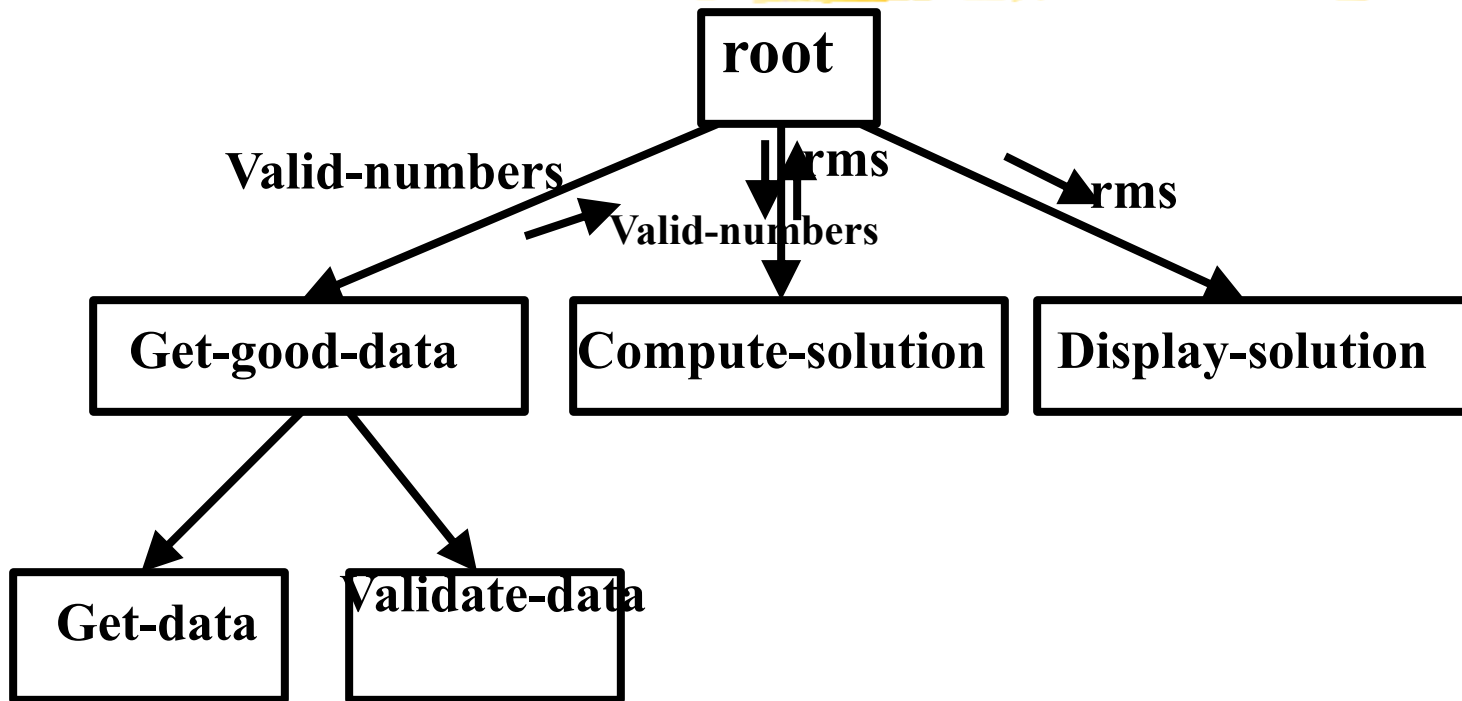 root
Valid-numbers
rms
rms
Valid-numbers
Get-good-data
Compute-solution
Display-solution
Get-data
Validate-data